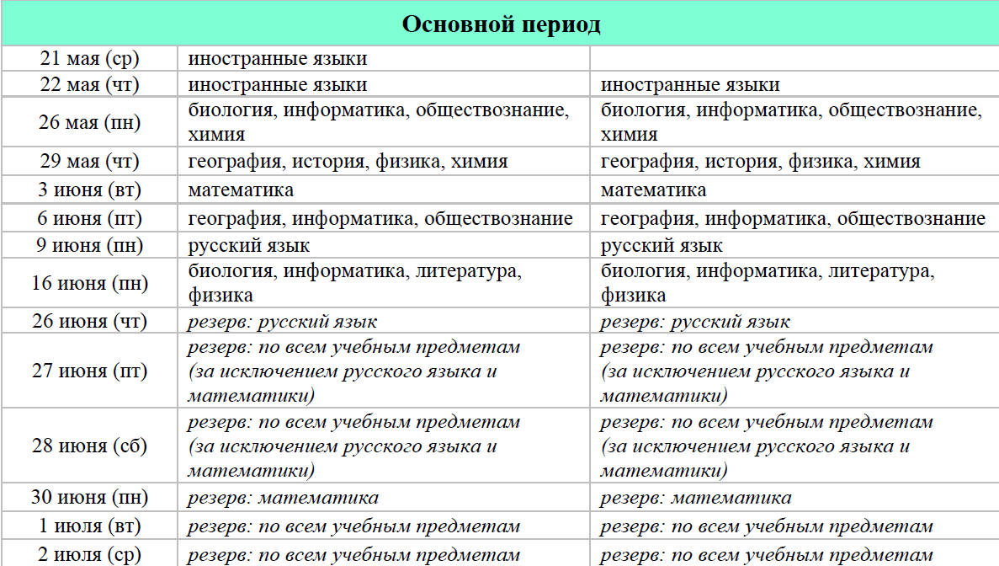 Основной период
21 мая (ср)
иностранные языки
22 мая (чт)
иностранные языки
иностранные языки
26 мая (пн)
биология, информатика, обществознание,
химия
биология, информатика, обществознание,
химия
29 мая (чт)
география, история, физика, химия
география, история, физика, химия
3 июня (вт)
математика
математика
6 июня (пт)
география, информатика, обществознание
география, информатика, обществознание
9 июня (пн)
русский язык
русский язык
16 июня (пн)
биология, информатика, литература,
физика
биология, информатика, литература,
физика
26 июня (чт)
резерв: русский язык
резерв: русский язык
27 июня (пт)
резерв: по всем учебным предметам
(за исключением русского языка и
математики)
резерв: по всем учебным предметам
(за исключением русского языка и
математики)
28 июня (сб)
резерв: по всем учебным предметам
(за исключением русского языка и
математики)
резерв: по всем учебным предметам
(за исключением русского языка и
математики)
30 июня (пн)
резерв: математика
резерв: математика
1 июля (вт)
резерв: по всем учебным предметам
резерв: по всем учебным предметам
2 июля (ср)
резерв: по всем учебным предметам
резерв: по всем учебным предметам